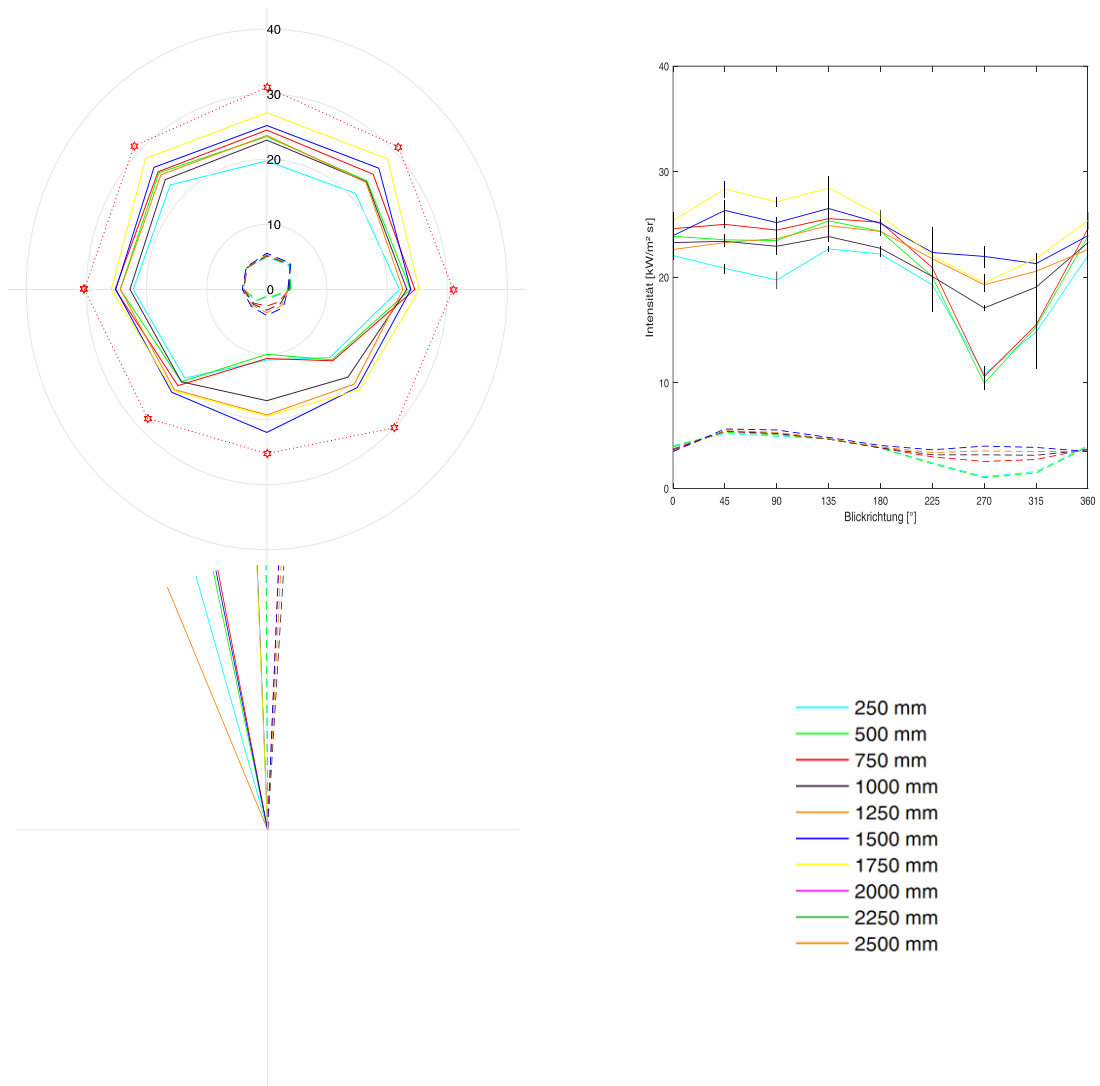 40
30
20
10
0
40
30
20
10
0
Intensität [kW/m² sr]
0 45 90 135 180 225 270 315 360
Blickrichtung [°]
250 mm
500 mm
750 mm
1000 mm
1250 mm
1500 mm
1750 mm
2000 mm
2250 mm
2500 mm